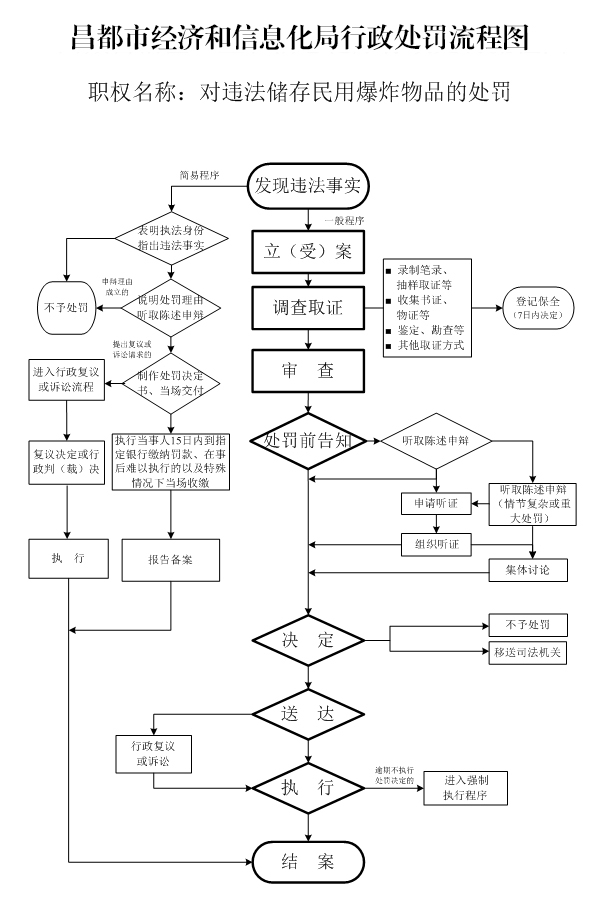 昌都市经济和信息化局行政处罚流程图
职权名称：对违法储存民用爆炸物品的处罚
简易程序
发现违法事实
一般程序
表明执法身份
指出违法事实
立（受）案
申辩理由
成立的
不予处罚
说明处罚理由
听取陈述申辩
调查取证
■ 录制笔录、
抽样取证等
■ 收集书证、
物证等
■ 鉴定、勘查等
■ 其他取证方式
登记保全
（7日内决定）
提出复议或
诉讼请求的
进入行政复议
或诉讼流程
制作处罚决定
书、当场交付
审 查
处罚前告知
听取陈述申辩
复议决定或行
政判（裁）决
执行当事人15日内到指
定银行缴纳罚款、在事
后难以执行的以及特殊
情况下当场收缴
申请听证
听取陈述申辩
（情节复杂或重
大处罚）
执 行
报告备案
组织听证
集体讨论
决 定
不予处罚
移送司法机关
送 达
行政复议
或诉讼
执 行
逾期不执行
处罚决定的
进入强制
执行程序
结 案